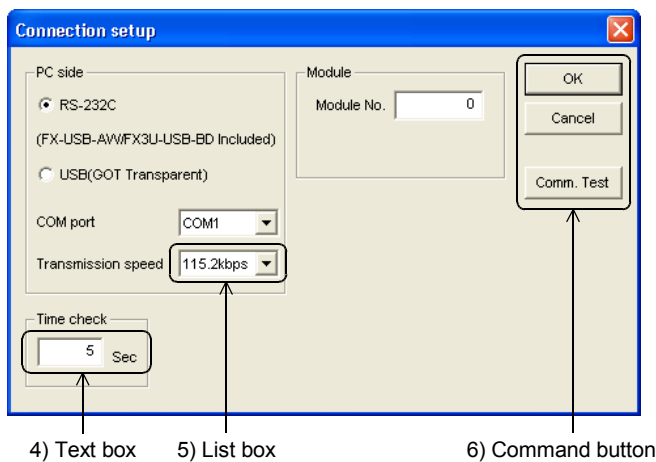 Connection setup
PC side
RS-232C
(FX-USB-AW/FX3U-USB-BD Included)
USB(GOT Transparent)
COM port
COM1
Transmission speed
115.2kbps
Time check
5
Sec
Module
Module No.
0
OK
Cancel
Comm. Test
4) Text box
5) List box
6) Command button